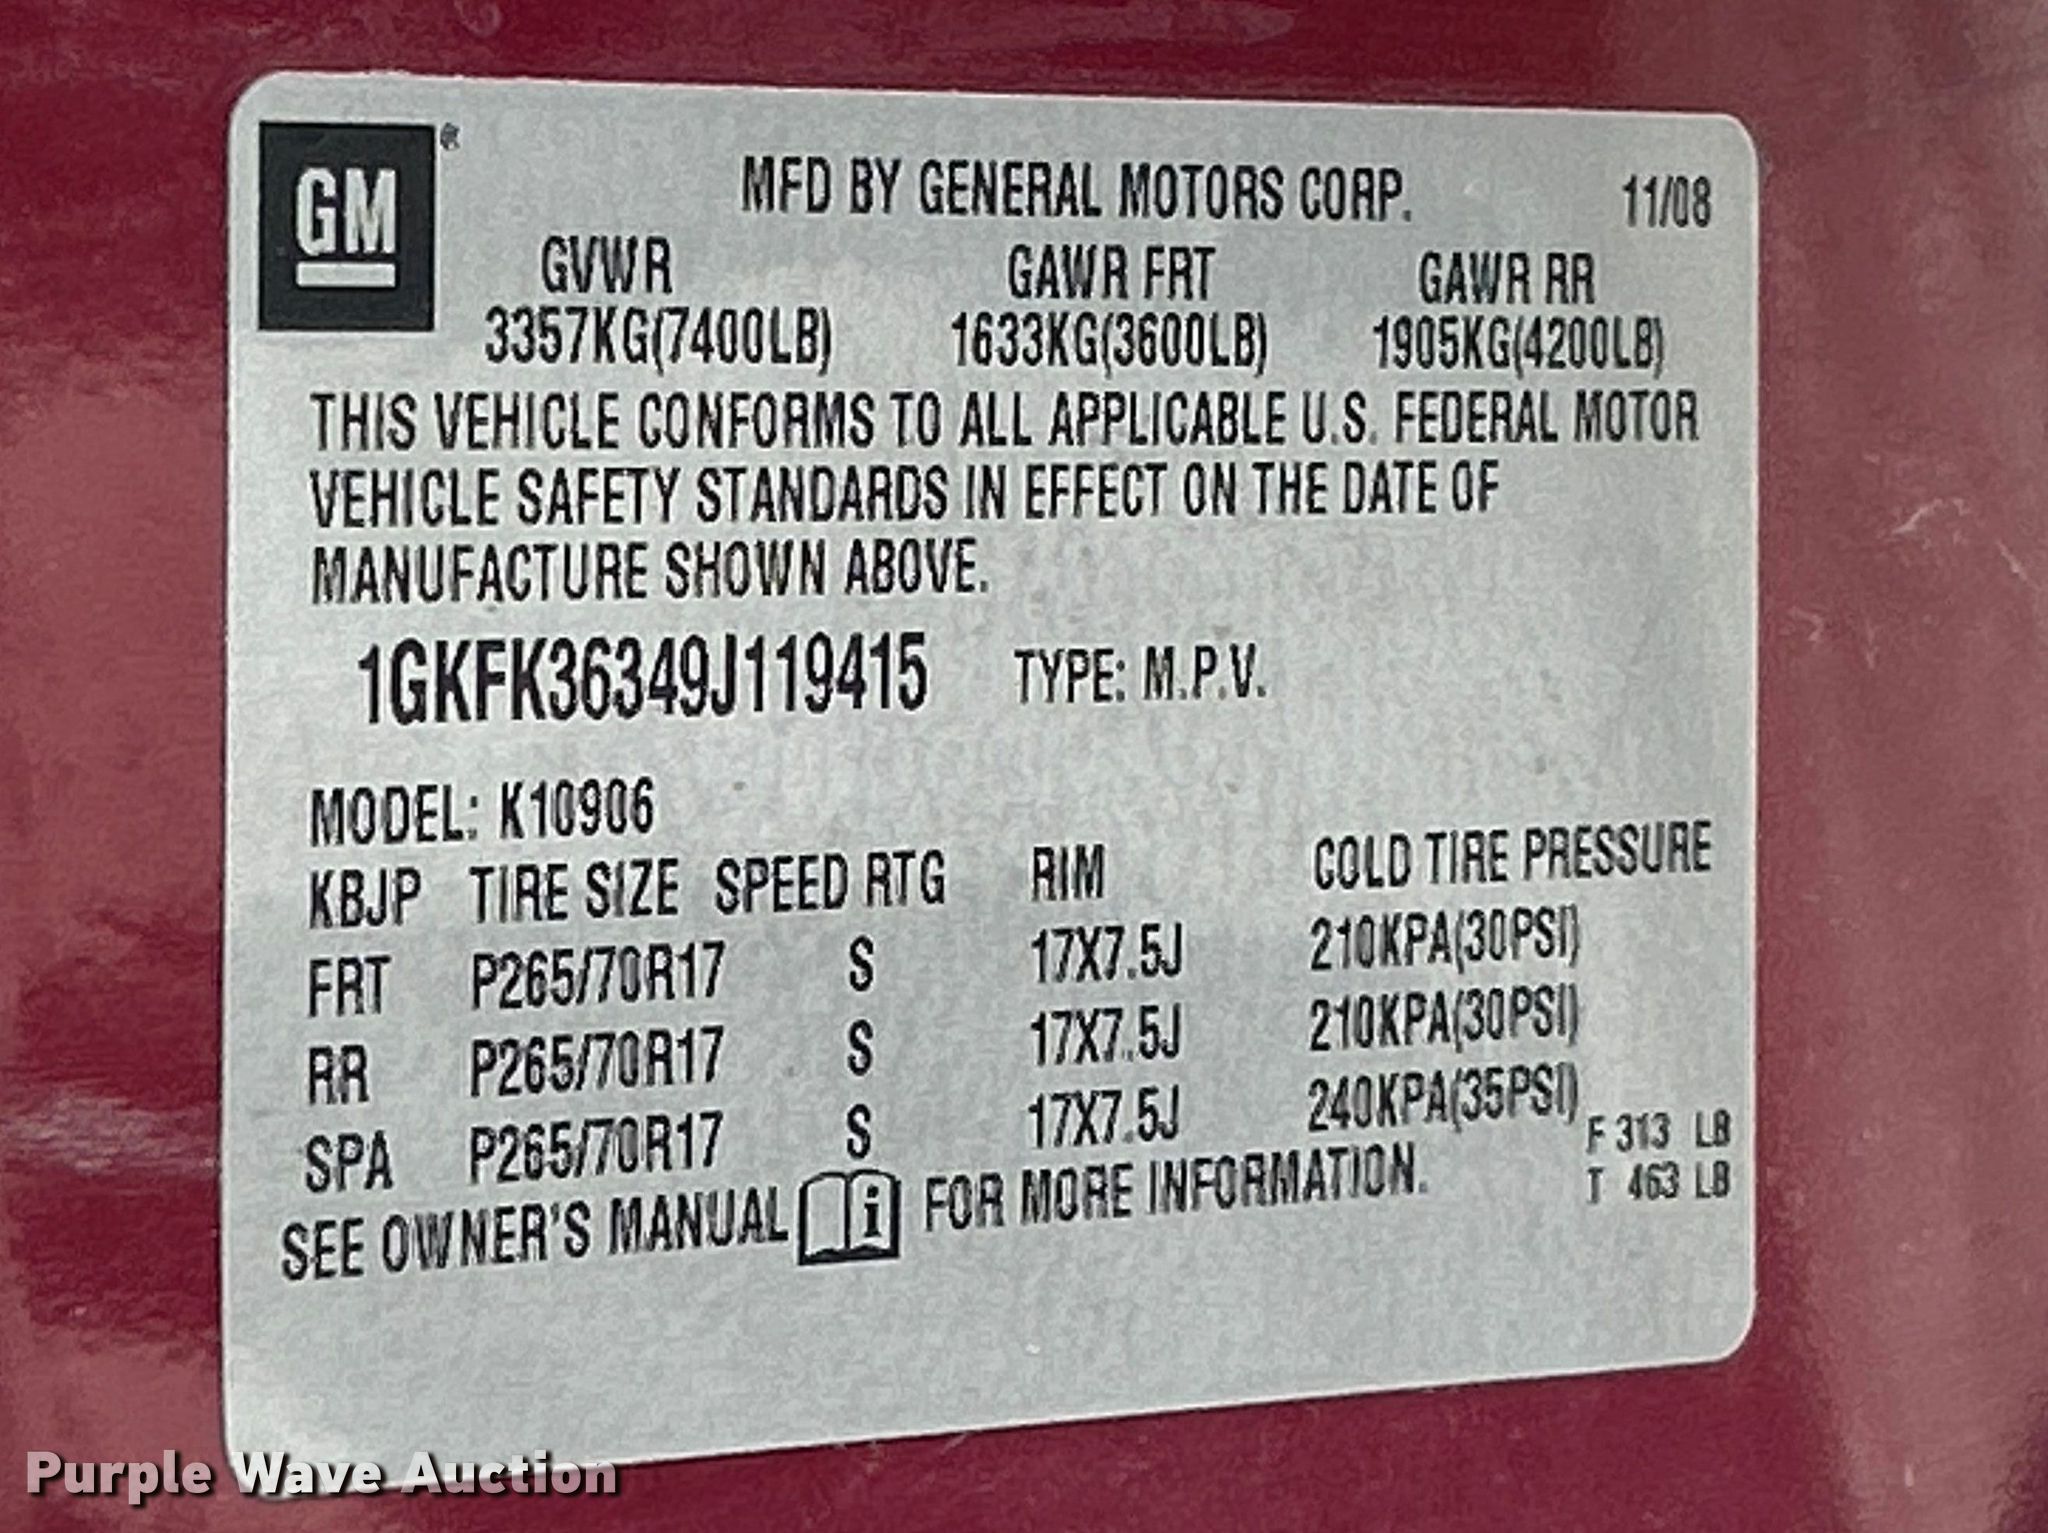 GM®
MFD BY GENERAL MOTORS CORP. 11/08
GVWR GAWR FRT GAWR RR
3357KG(7400LB) 1633KG(3600LB) 1905KG(4200LB)
THIS VEHICLE CONFORMS TO ALL APPLICABLE U.S. FEDERAL MOTOR
VEHICLE SAFETY STANDARDS IN EFFECT ON THE DATE OF
MANUFACTURE SHOWN ABOVE.
1GKFK36349J119415 TYPE: M.P.V.
MODEL: K10906
KBJP TIRE SIZE SPEED RTG RIM COLD TIRE PRESSURE
FRT P265/70R17 S 17X7.5J 210KPA(30PSI)
RR P265/70R17 S 17X7.5J 210KPA(30PSI)
SPA P265/70R17 S 17X7.5J 240KPA(35PSI)
F 313 LB
T 463 LB
SEE OWNER'S MANUAL i FOR MORE INFORMATION.
Purple Wave Auction